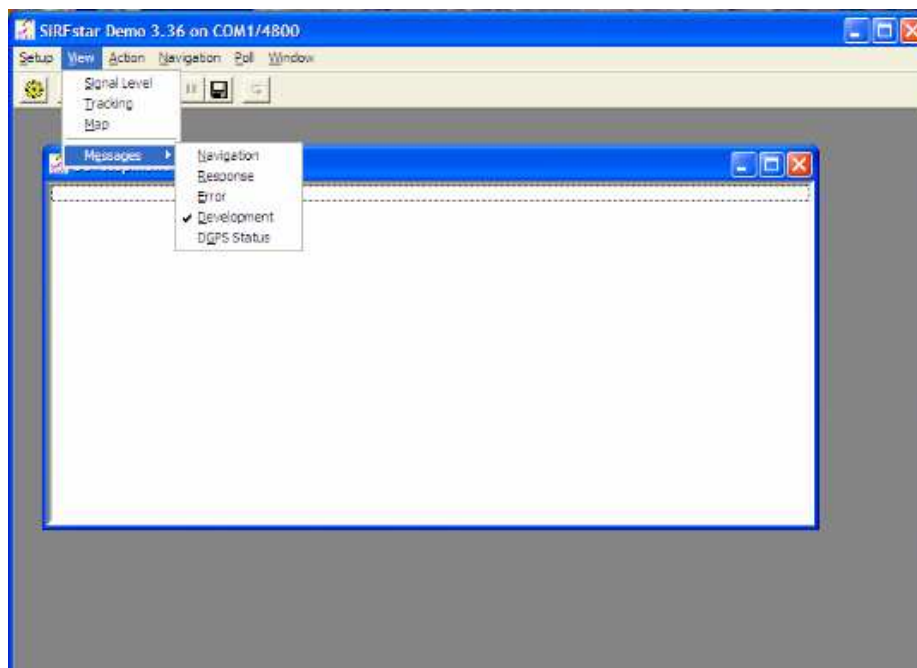 SiRFstar Demo 3.36 on COM1/4800
Setup View Action Navigation Poll Window
Signal Level
Tracking
Map
Messages
Navigation
Response
Error
Development
DGPS Status